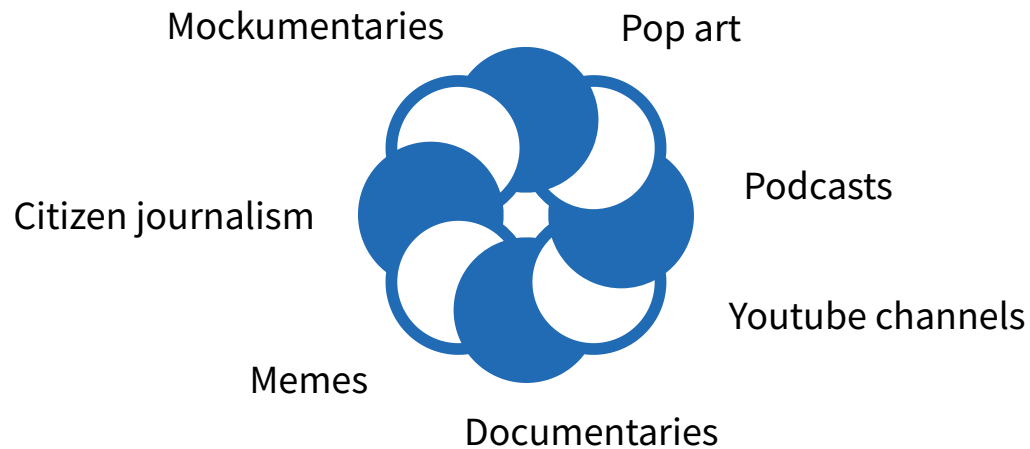 Mockumentaries
Pop art
Podcasts
Citizen journalism
Youtube channels
Memes
Documentaries